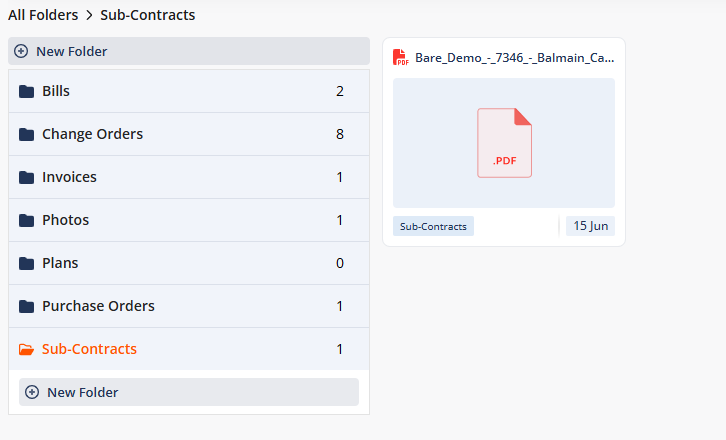 All Folders > Sub-Contracts
New Folder
Bills 2
Change Orders 8
Invoices 1
Photos 1
Plans 0
Purchase Orders 1
Sub-Contracts 1
New Folder
PDF Bare_Demo_-_7346_-_Balmain_Ca...
.PDF
Sub-Contracts 15 Jun